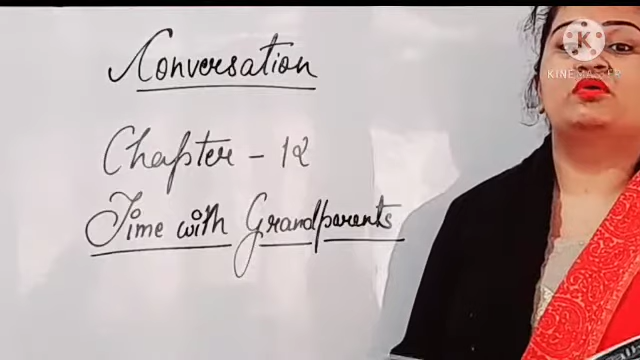 Conversation
Chapter - 12
Time with Grandparents
K
KINEMASTER